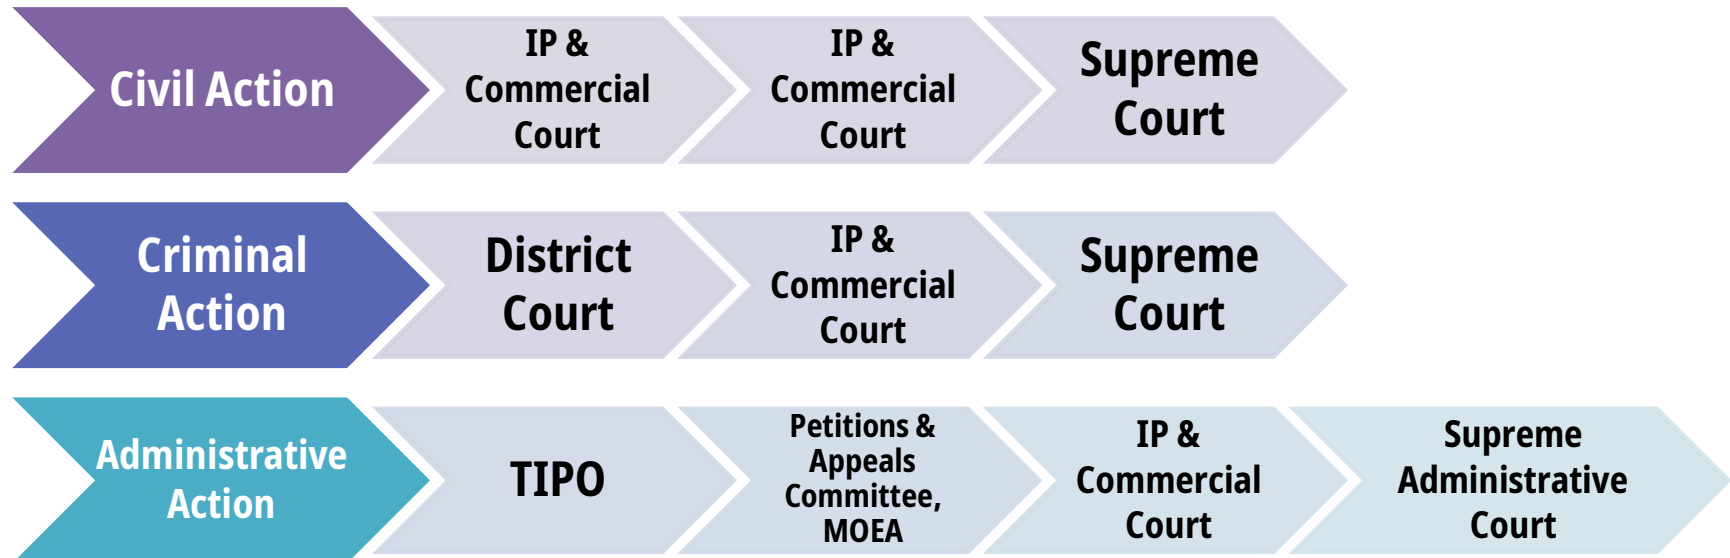 Civil Action
IP &
Commercial
Court
IP &
Commercial
Court
Supreme
Court
Criminal
Action
District
Court
IP &
Commercial
Court
Supreme
Court
Administrative
Action
TIPO
Petitions &
Appeals
Committee,
MOEA
IP &
Commercial
Court
Supreme
Administrative
Court